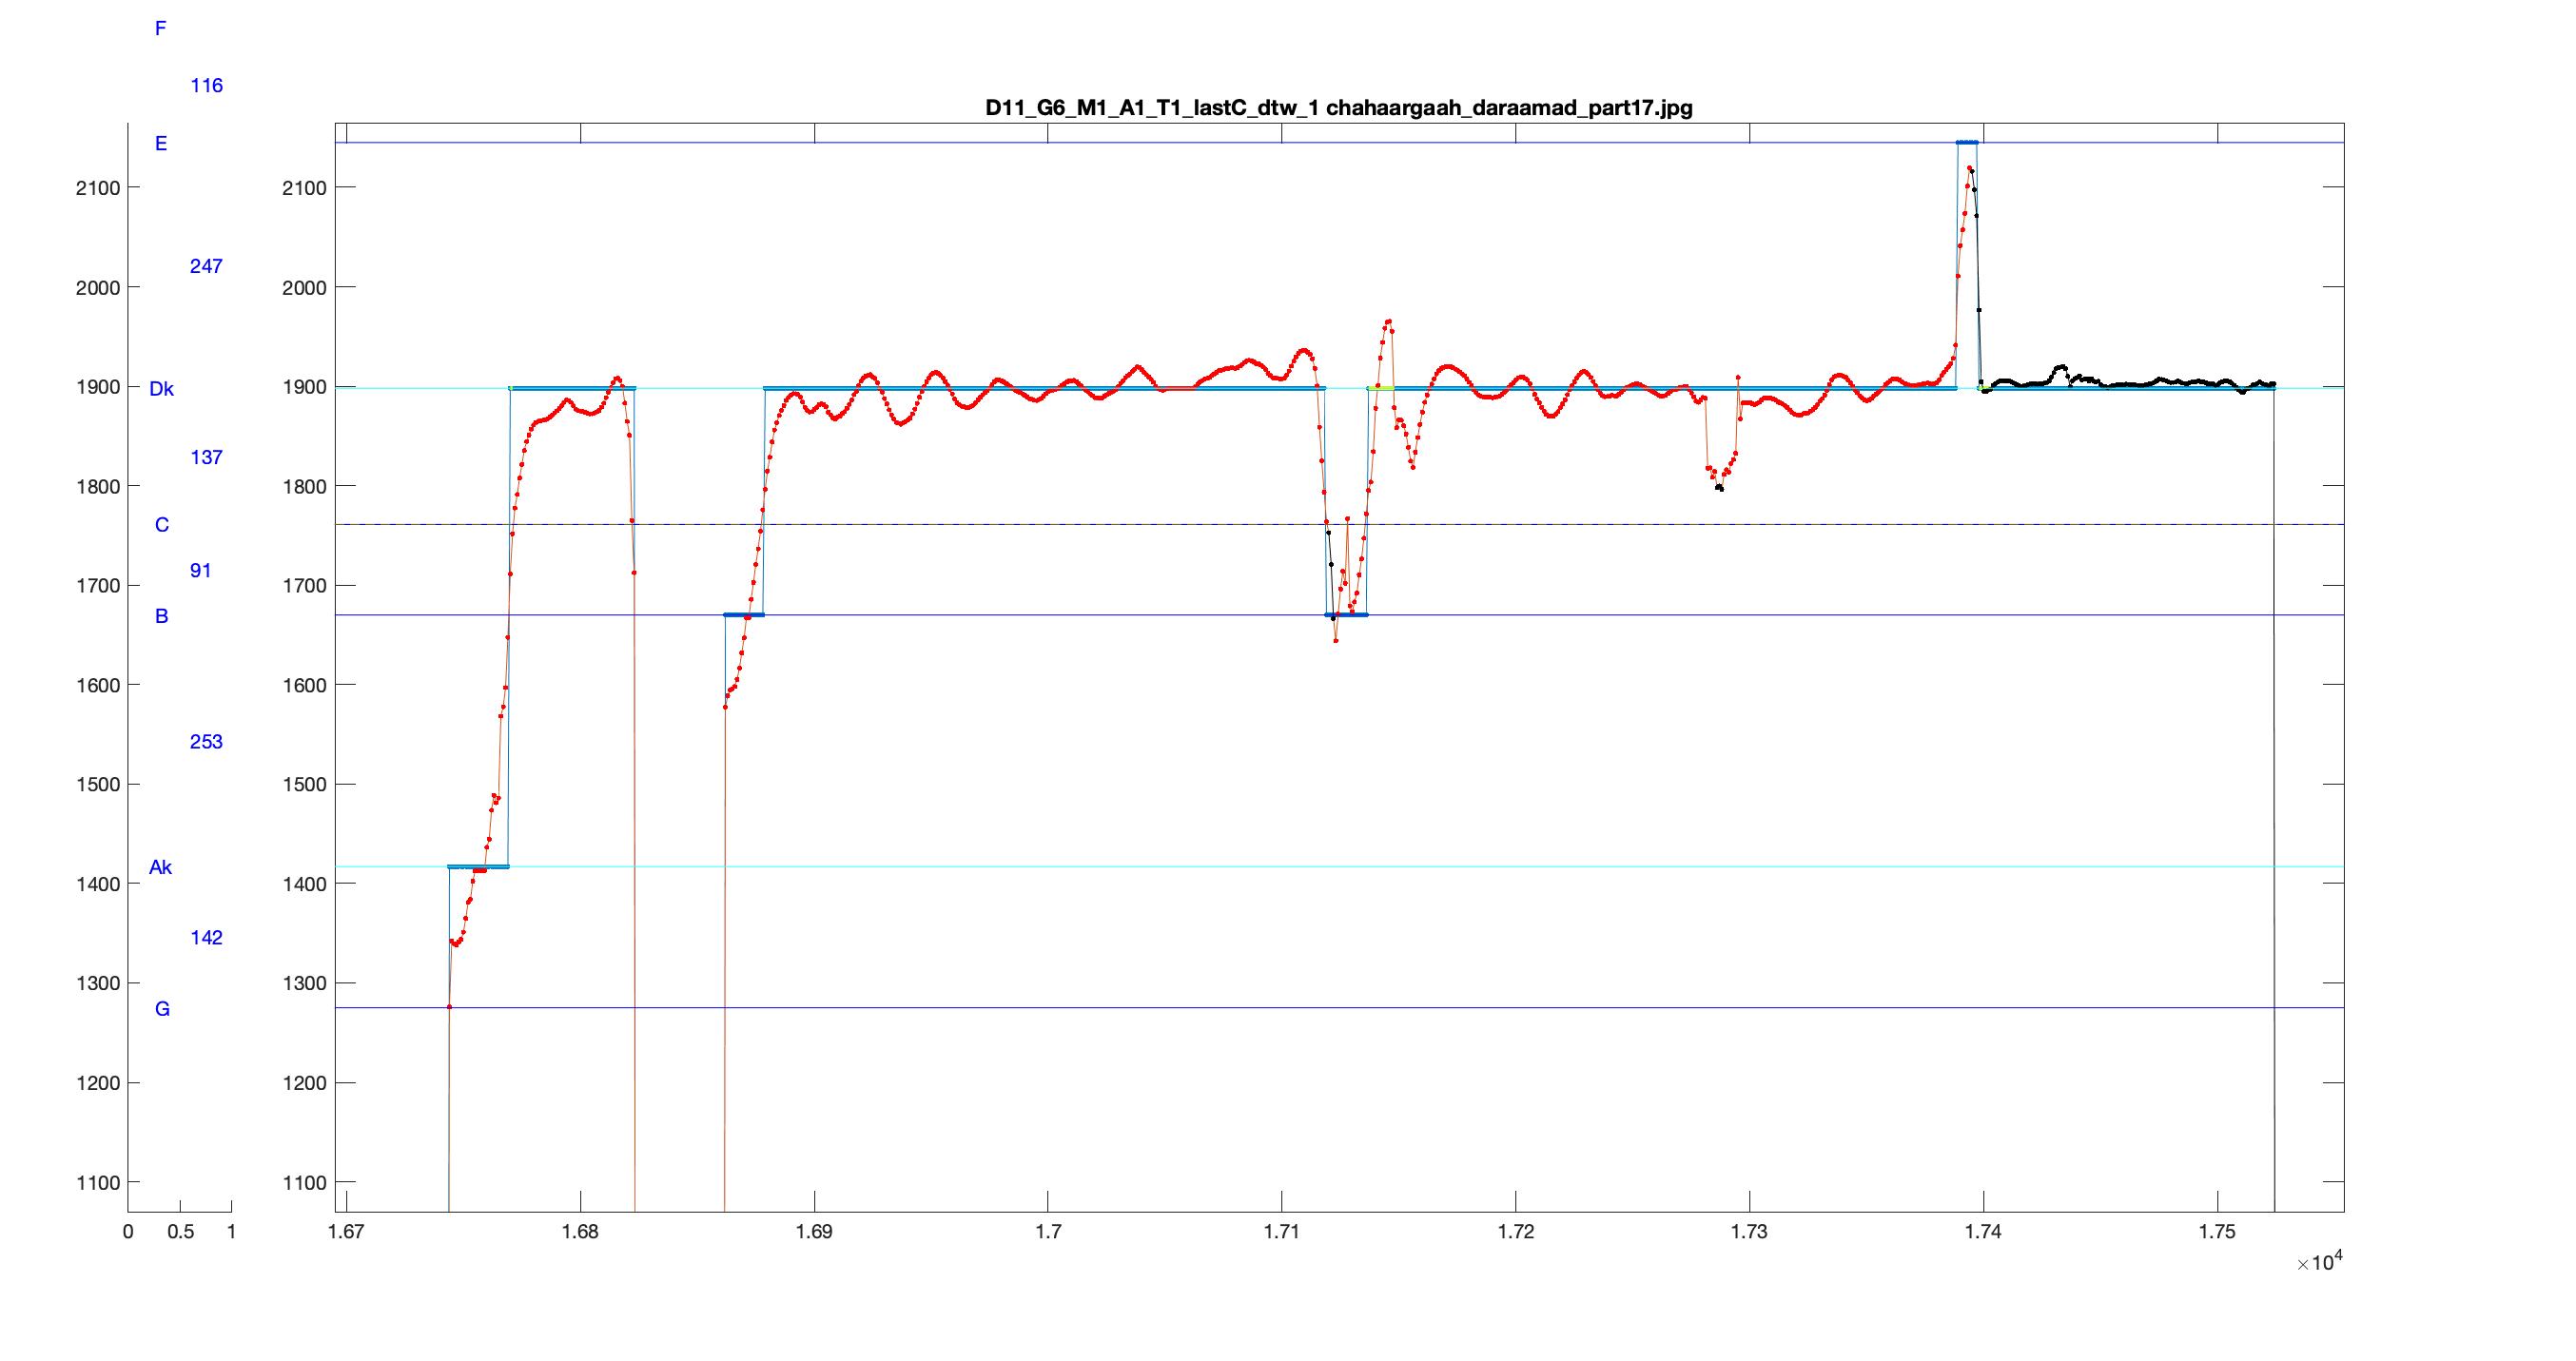 F
116
D11_G6_M1_A1_T1_lastC_dtw_1 chahaargaah_daraamad_part17.jpg
E
2100 2100
247
2000 2000
1900 Dk 1900
137
1800 1800
C
91
1700 1700
B
1600 1600
253
1500 1500
Ak
1400 1400
142
1300 1300
G
1200 1200
1100 1100
0 0.5 1 1.67 1.68 1.69 1.7 1.71 1.72 1.73 1.74 1.75
×10^4